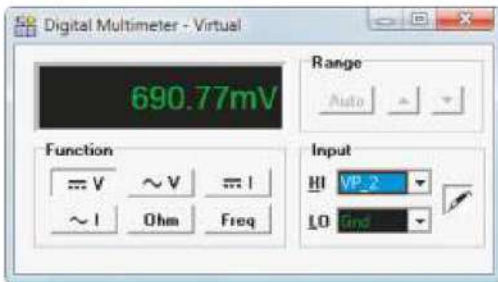 Digital Multimeter - Virtual
690.77mV
Range
Auto
Function
V
~ V
I
~ I
Ohm
Freq
Input
HI VP_2
LO Gnd